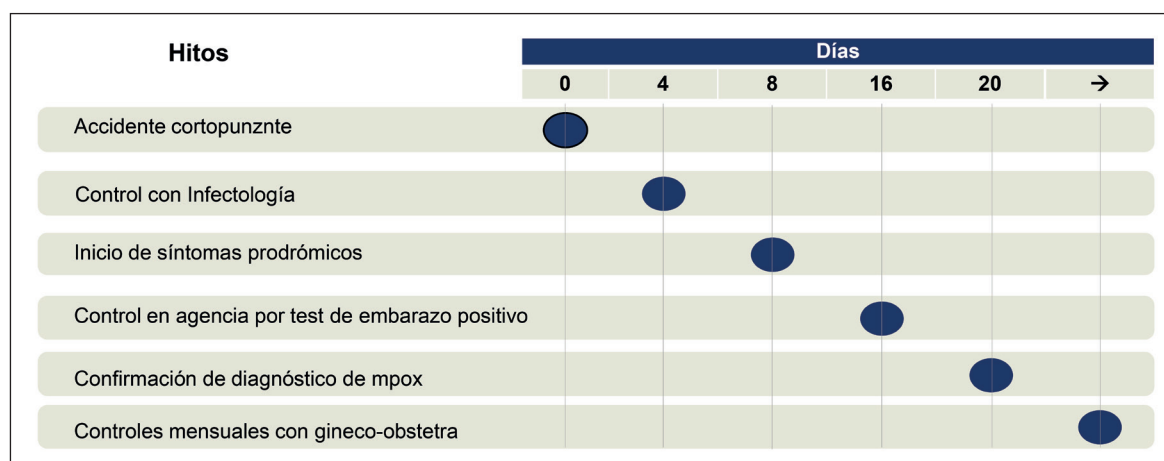 Hitos
Días
0 4 8 16 20 →
Accidente cortopunznte
Control con Infectología
Inicio de síntomas prodrómicos
Control en agencia por test de embarazo positivo
Confirmación de diagnóstico de mpox
Controles mensuales con gineco-obstetra